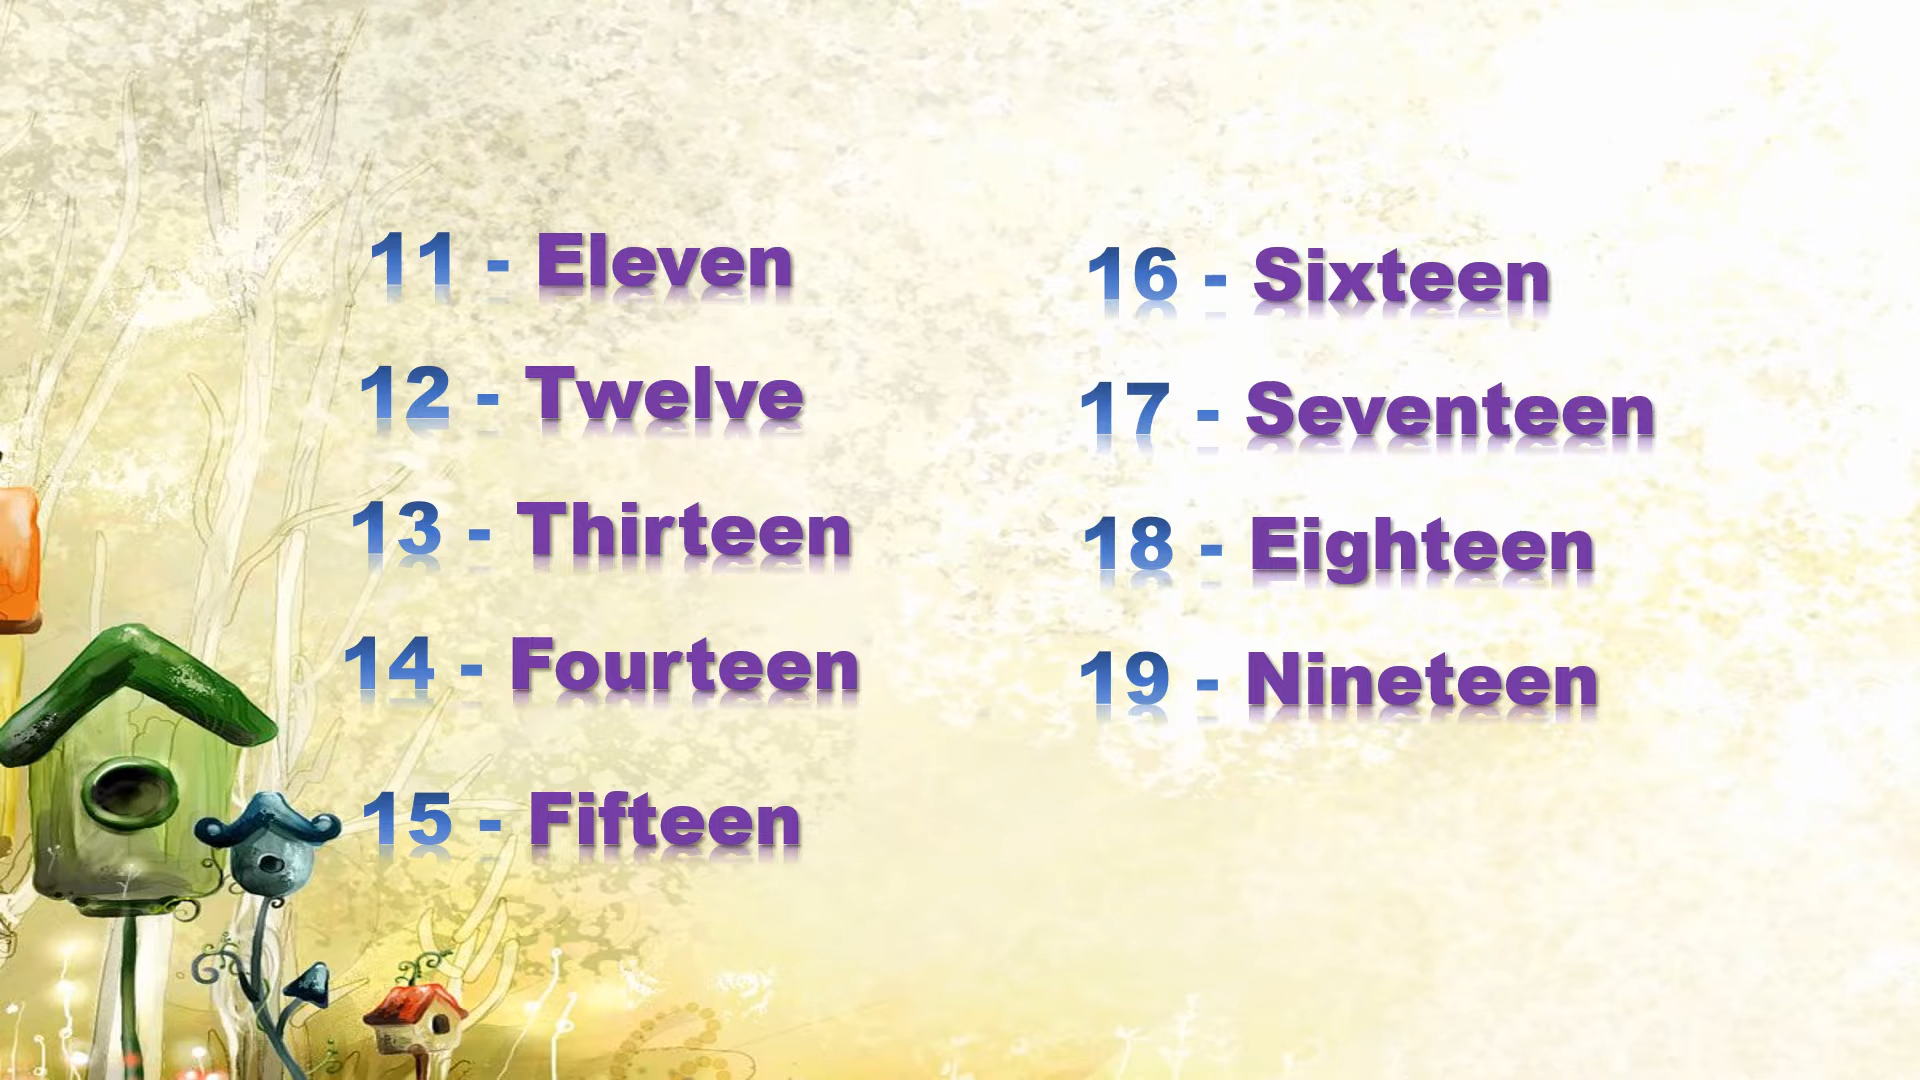 11 - Eleven
12 - Twelve
13 - Thirteen
14 - Fourteen
15 - Fifteen
16 - Sixteen
17 - Seventeen
18 - Eighteen
19 - Nineteen